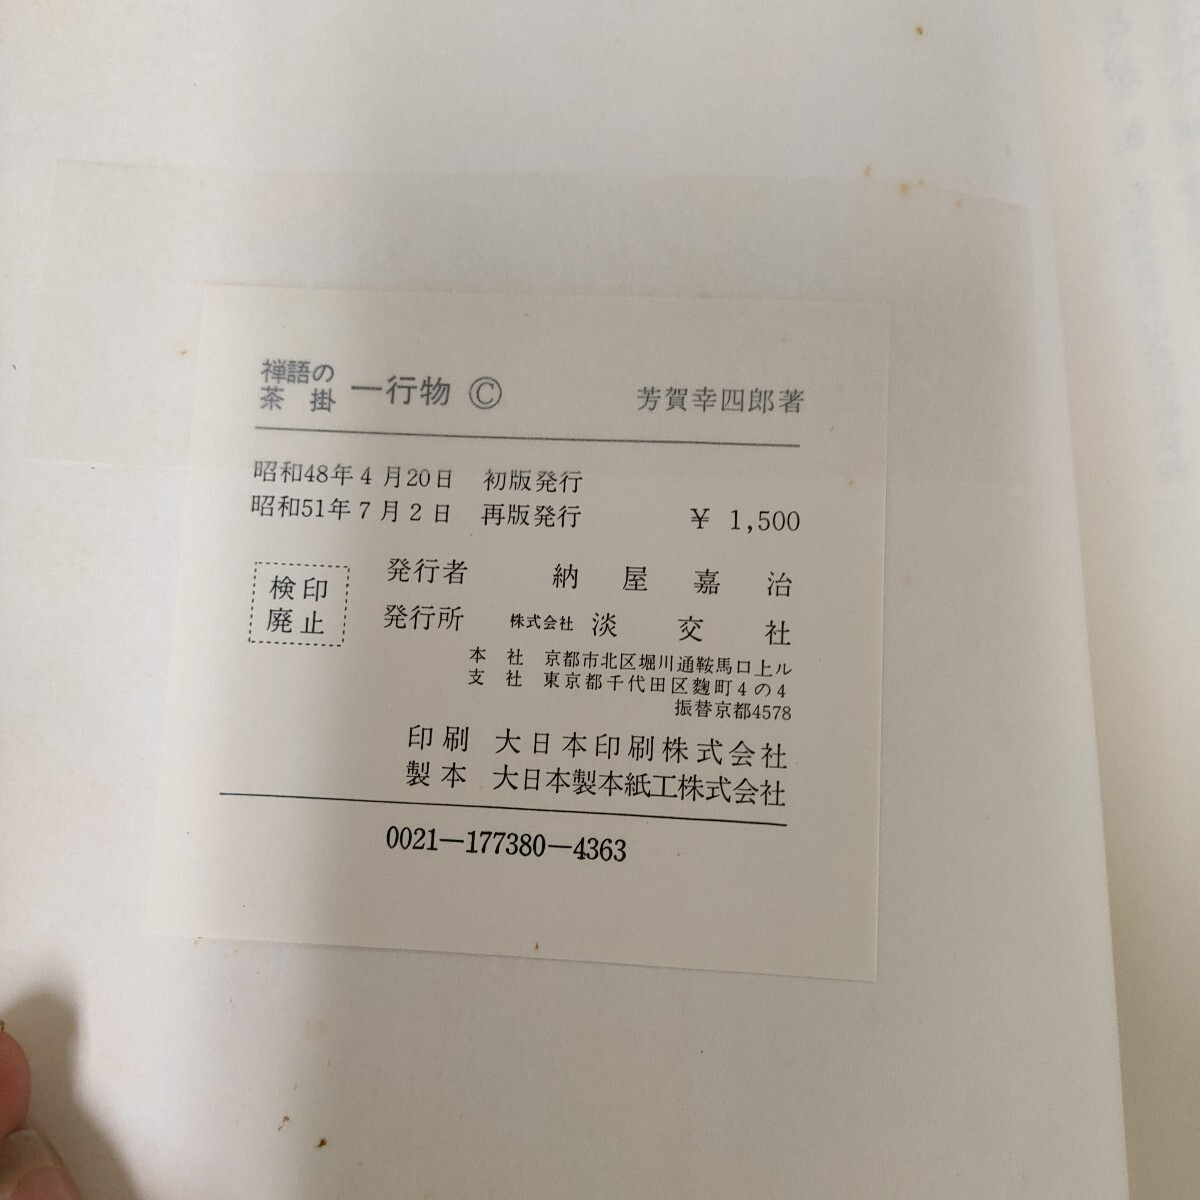 禅語の茶掛 一行物 Ⓒ 芳賀幸四郎著
昭和48年4月20日 初版発行
昭和51年7月2日 再版発行 ¥ 1,500
検印廃止
発行者 納屋嘉治
発行所 株式会社 淡交社
本社 京都市北区堀川通鞍馬口上ル
支社 東京都千代田区麴町4の4
振替京都4578
印刷 大日本印刷株式会社
製本 大日本製本紙工株式会社
0021―177380―4363